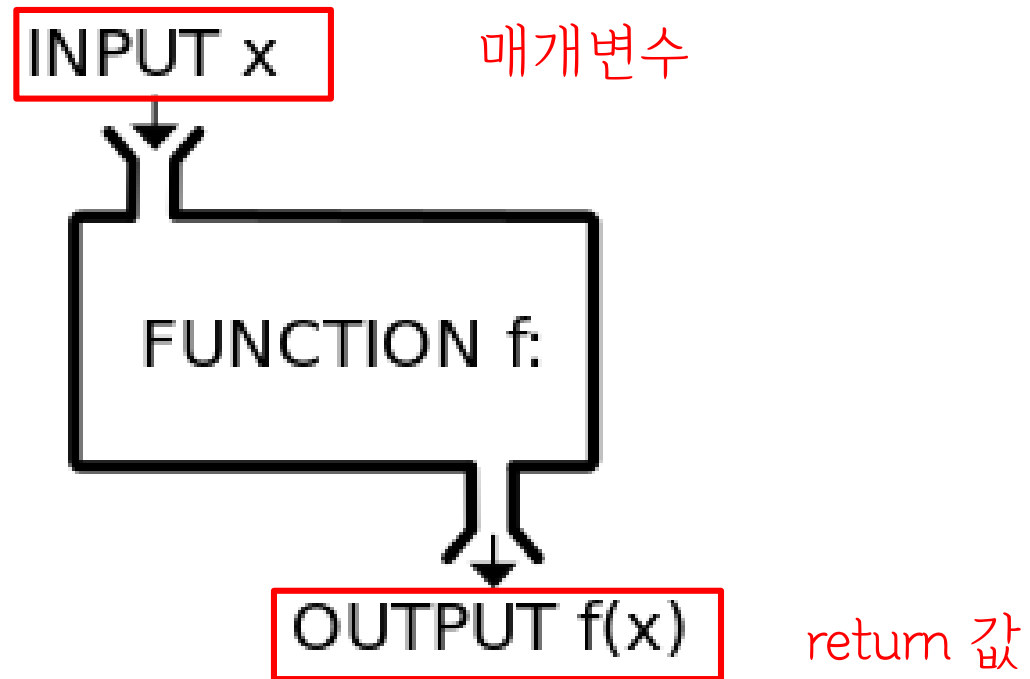 INPUT x
매개변수
FUNCTION f:
OUTPUT f(x)
return 값